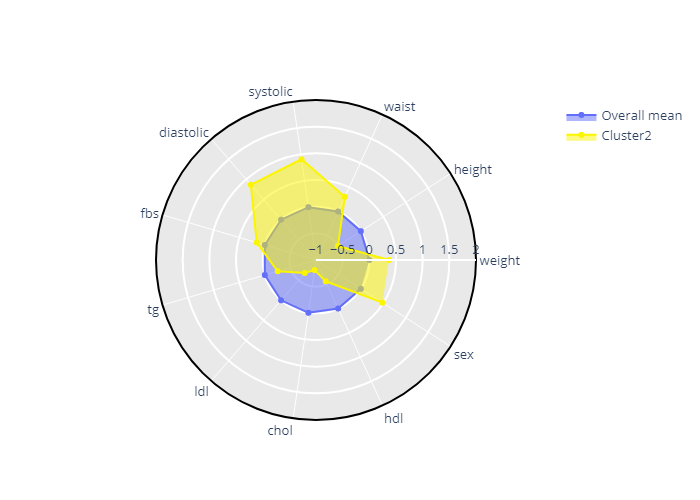 systolic
waist
Overall mean
diastolic
Cluster2
height
fbs
−1 −0.5 0 0.5 1 1.5 2
weight
tg
sex
ldl
hdl
chol